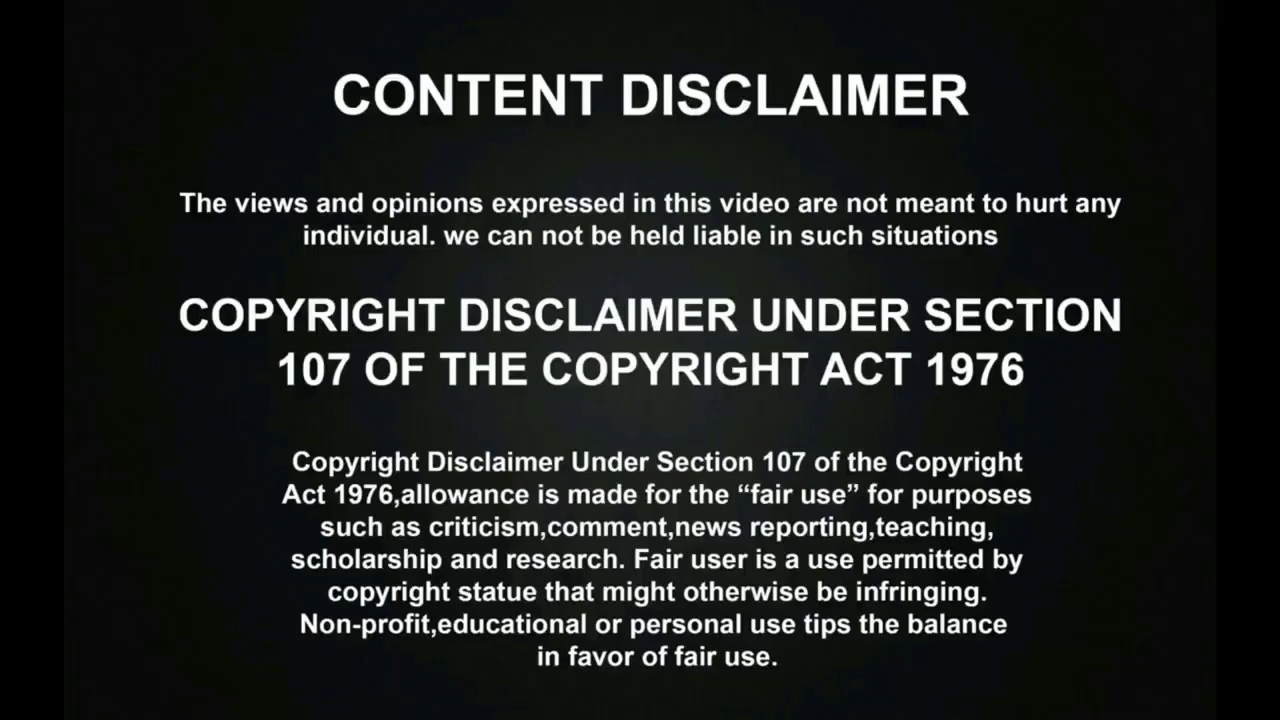 CONTENT DISCLAIMER
The views and opinions expressed in this video are not meant to hurt any
individual. we can not be held liable in such situations
COPYRIGHT DISCLAIMER UNDER SECTION
107 OF THE COPYRIGHT ACT 1976
Copyright Disclaimer Under Section 107 of the Copyright
Act 1976,allowance is made for the “fair use” for purposes
such as criticism,comment,news reporting,teaching,
scholarship and research. Fair user is a use permitted by
copyright statue that might otherwise be infringing.
Non-profit,educational or personal use tips the balance
in favor of fair use.